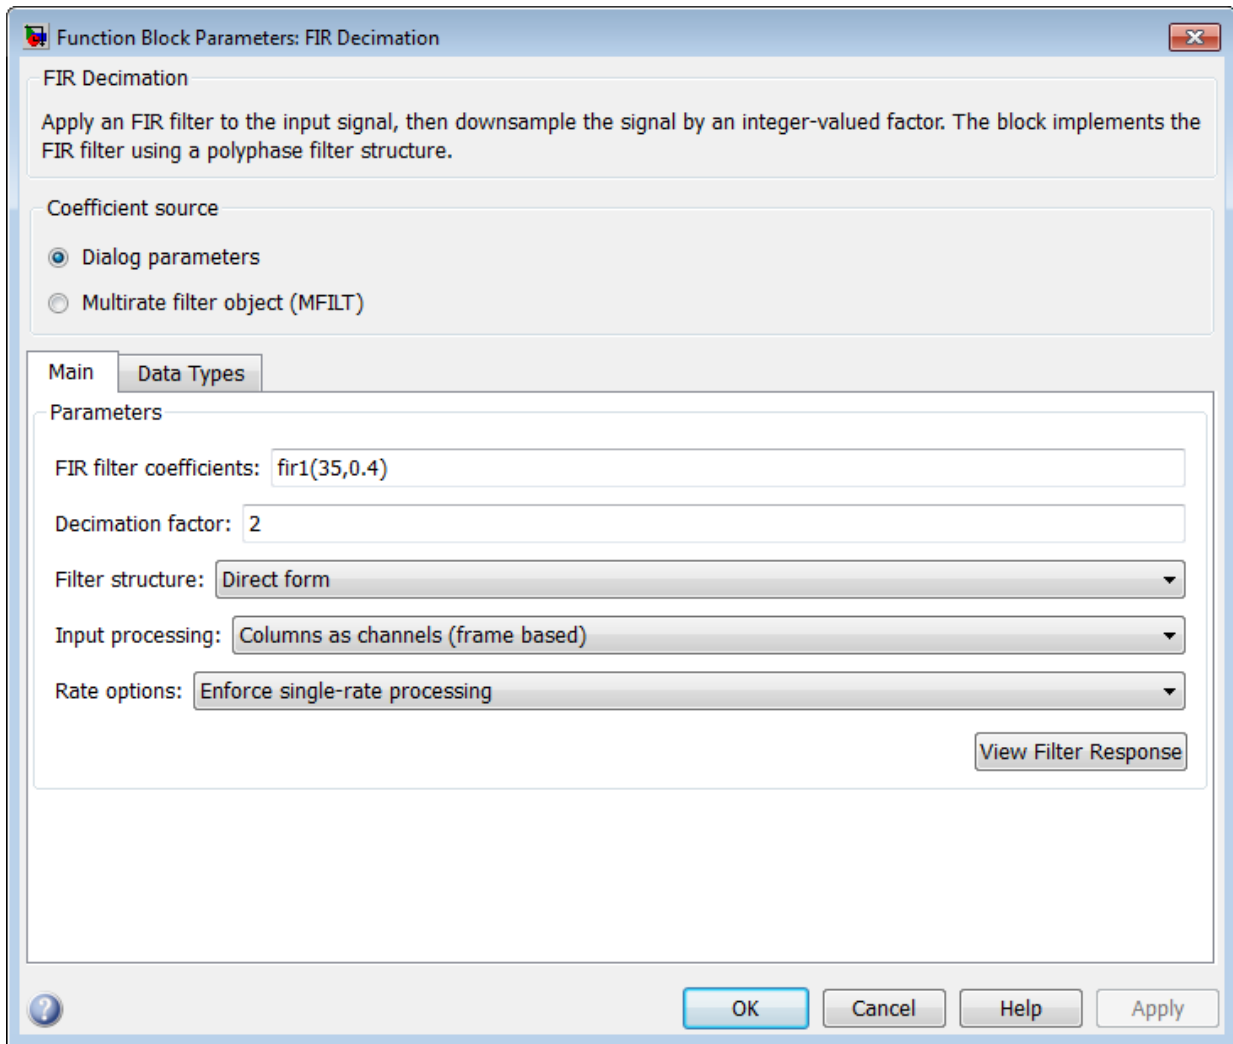 Function Block Parameters: FIR Decimation
FIR Decimation
Apply an FIR filter to the input signal, then downsample the signal by an integer-valued factor. The block implements the
FIR filter using a polyphase filter structure.
Coefficient source
Dialog parameters
Multirate filter object (MFILT)
Main Data Types
Parameters
FIR filter coefficients: fir1(35,0.4)
Decimation factor: 2
Filter structure: Direct form
Input processing: Columns as channels (frame based)
Rate options: Enforce single-rate processing
View Filter Response
? OK Cancel Help Apply